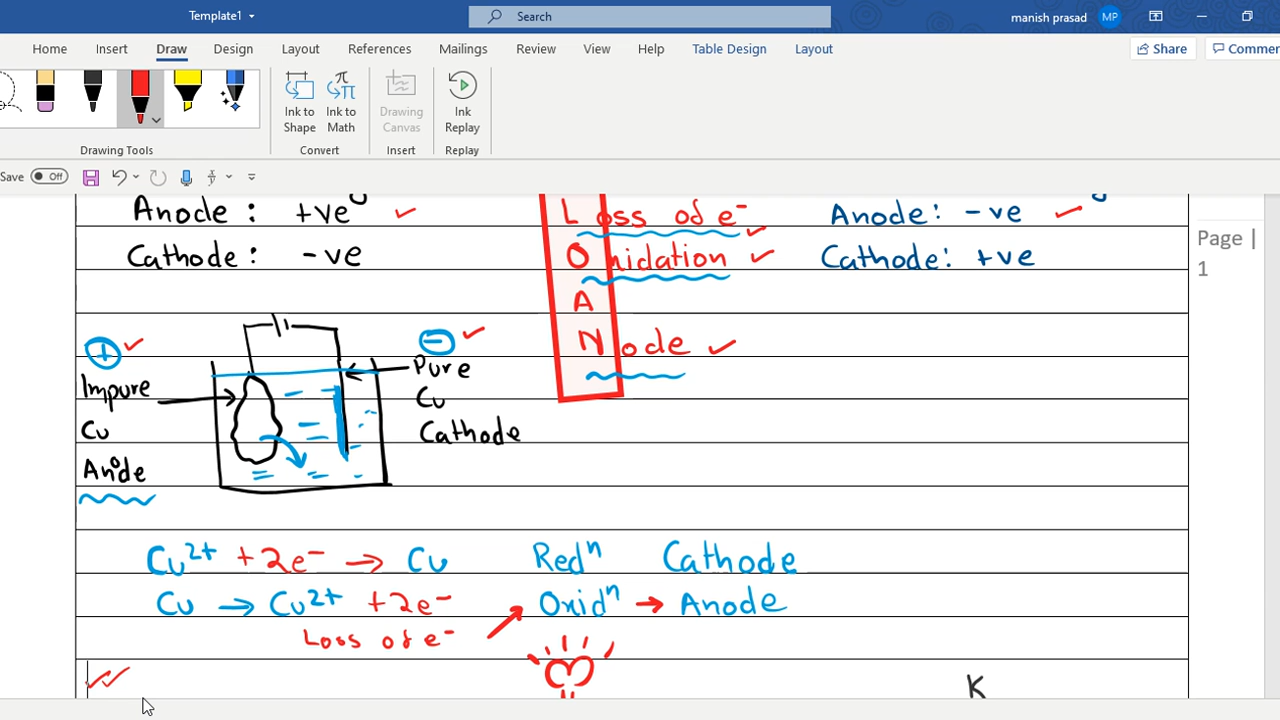 Template1
Search
manish prasad
MP
Home Insert Draw Design Layout References Mailings Review View Help Table Design Layout
Share
Comme
Ink to Shape
Ink to Math
Drawing Canvas
Ink Replay
Drawing Tools
Convert
Insert
Replay
Save Off
Page | 1
Anode : +ve
Cathode : -ve
Loss of e⁻
Oxidation
A
Node
Anode: -ve
Cathode: +ve
+
Impure
Cu
Anode
−
Pure
Cu
Cathode
Cu²⁺ +2e⁻ → Cu Redⁿ Cathode
Cu → Cu²⁺ +2e⁻ Oxidⁿ → Anode
Loss of e⁻
K